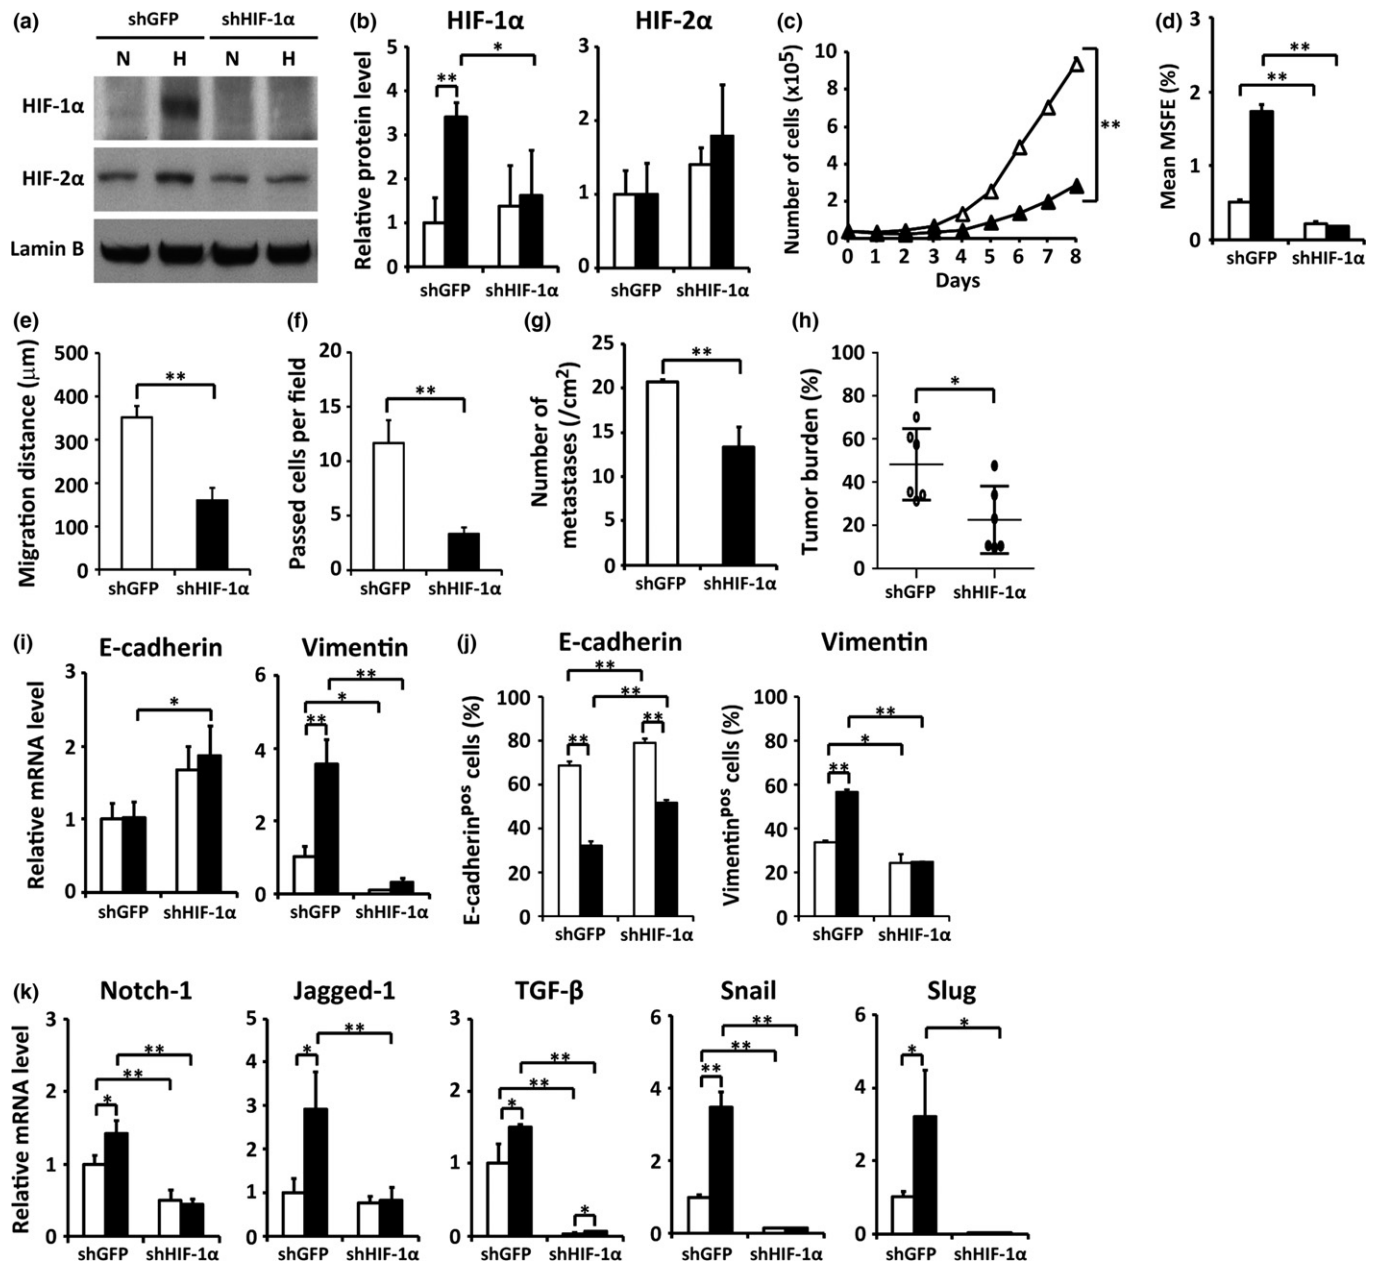 (a)
shGFP shHIF-1α
N H N H
HIF-1α
HIF-2α
Lamin B
(b)
HIF-1α HIF-2α
Relative protein level
5
4
3
2
1
0
** *
shGFP shHIF-1α
3
2
1
0
shGFP shHIF-1α
(c)
Number of cells (x10⁵)
10
8
6
4
2
0
**
0 1 2 3 4 5 6 7 8
Days
(d)
Mean MSFE (%)
3
2
1
0
**
**
shGFP shHIF-1α
(e)
Migration distance (μm)
500
400
300
200
100
0
**
shGFP shHIF-1α
(f)
Passed cells per field
20
15
10
5
0
**
shGFP shHIF-1α
(g)
Number of
metastases (/cm²)
25
20
15
10
5
0
**
shGFP shHIF-1α
(h)
Tumor burden (%)
100
80
60
40
20
0
*
shGFP shHIF-1α
(i)
E-cadherin Vimentin
Relative mRNA level
3
2
1
0
*
shGFP shHIF-1α
6
4
2
0
**
*
**
shGFP shHIF-1α
(j)
E-cadherin Vimentin
E-cadherinᵖᵒˢ cells (%)
100
80
60
40
20
0
**
**
**
**
shGFP shHIF-1α
Vimentinᵖᵒˢ cells (%)
100
80
60
40
20
0
**
*
**
shGFP shHIF-1α
(k)
Notch-1 Jagged-1 TGF-β Snail Slug
Relative mRNA level
3
2
1
0
**
**
*
shGFP shHIF-1α
5
4
3
2
1
0
**
*
shGFP shHIF-1α
3
2
1
0
**
**
*
*
shGFP shHIF-1α
6
4
2
0
**
**
**
shGFP shHIF-1α
6
4
2
0
*
*
shGFP shHIF-1α